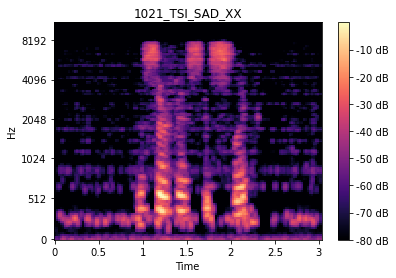 1021_TSI_SAD_XX
8192
4096
2048
1024
512
0
Hz
0
0.5
1
1.5
2
2.5
3
Time
-10 dB
-20 dB
-30 dB
-40 dB
-50 dB
-60 dB
-70 dB
-80 dB